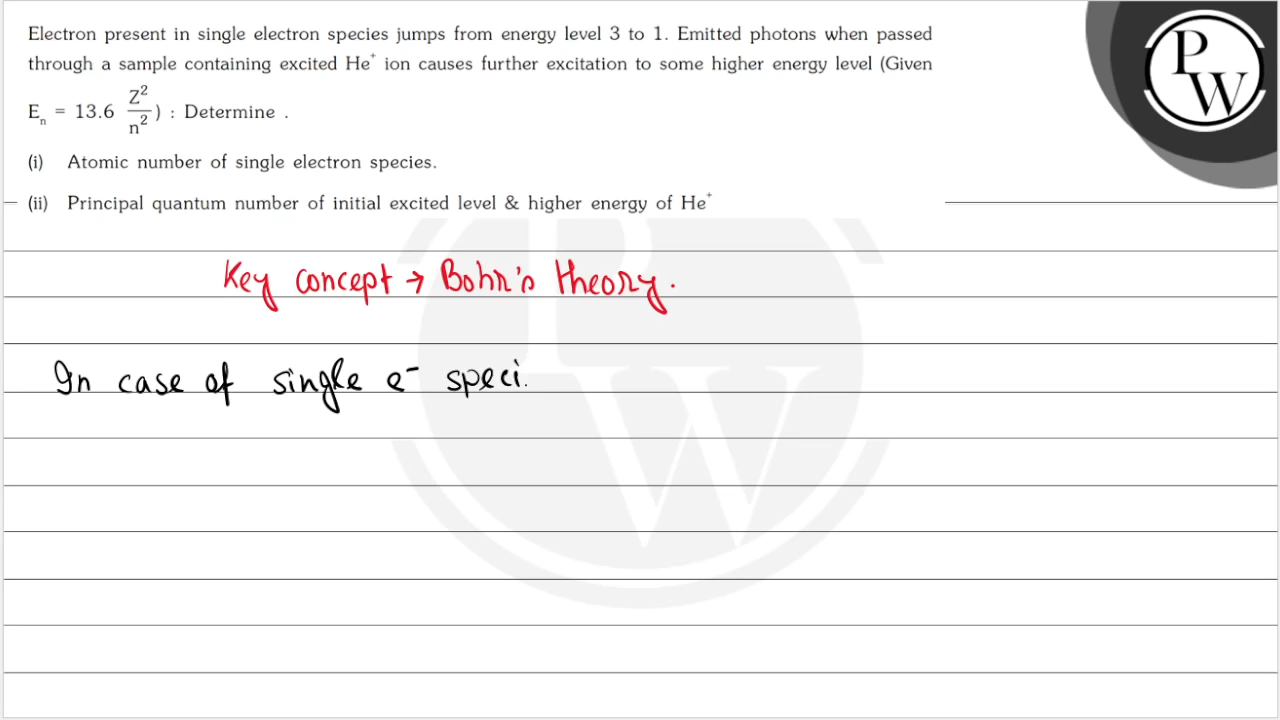 Electron present in single electron species jumps from energy level 3 to 1. Emitted photons when passed
through a sample containing excited He⁺ ion causes further excitation to some higher energy level (Given
Eₙ = 13.6 Z²/n²) : Determine .
(i) Atomic number of single electron species.
(ii) Principal quantum number of initial excited level & higher energy of He⁺
PW
Key concept → Bohr's theory.
In case of single e⁻ speci.